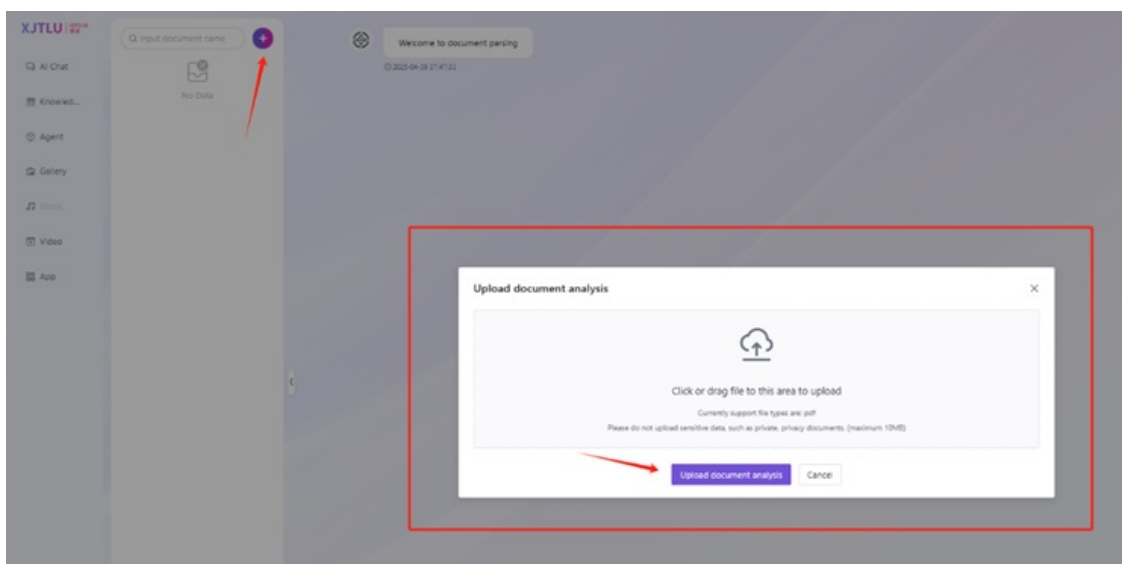 XJTLU
Input document name
AI Chat
Knowled...
Agent
Gallery
Music
Video
App
No Data
Welcome to document parsing
Upload document analysis
Click or drag file to this area to upload
Currently support file types are: pdf
Please do not upload sensitive data, such as private, privacy documents, (maximum 10MB)
Upload document analysis
Cancel